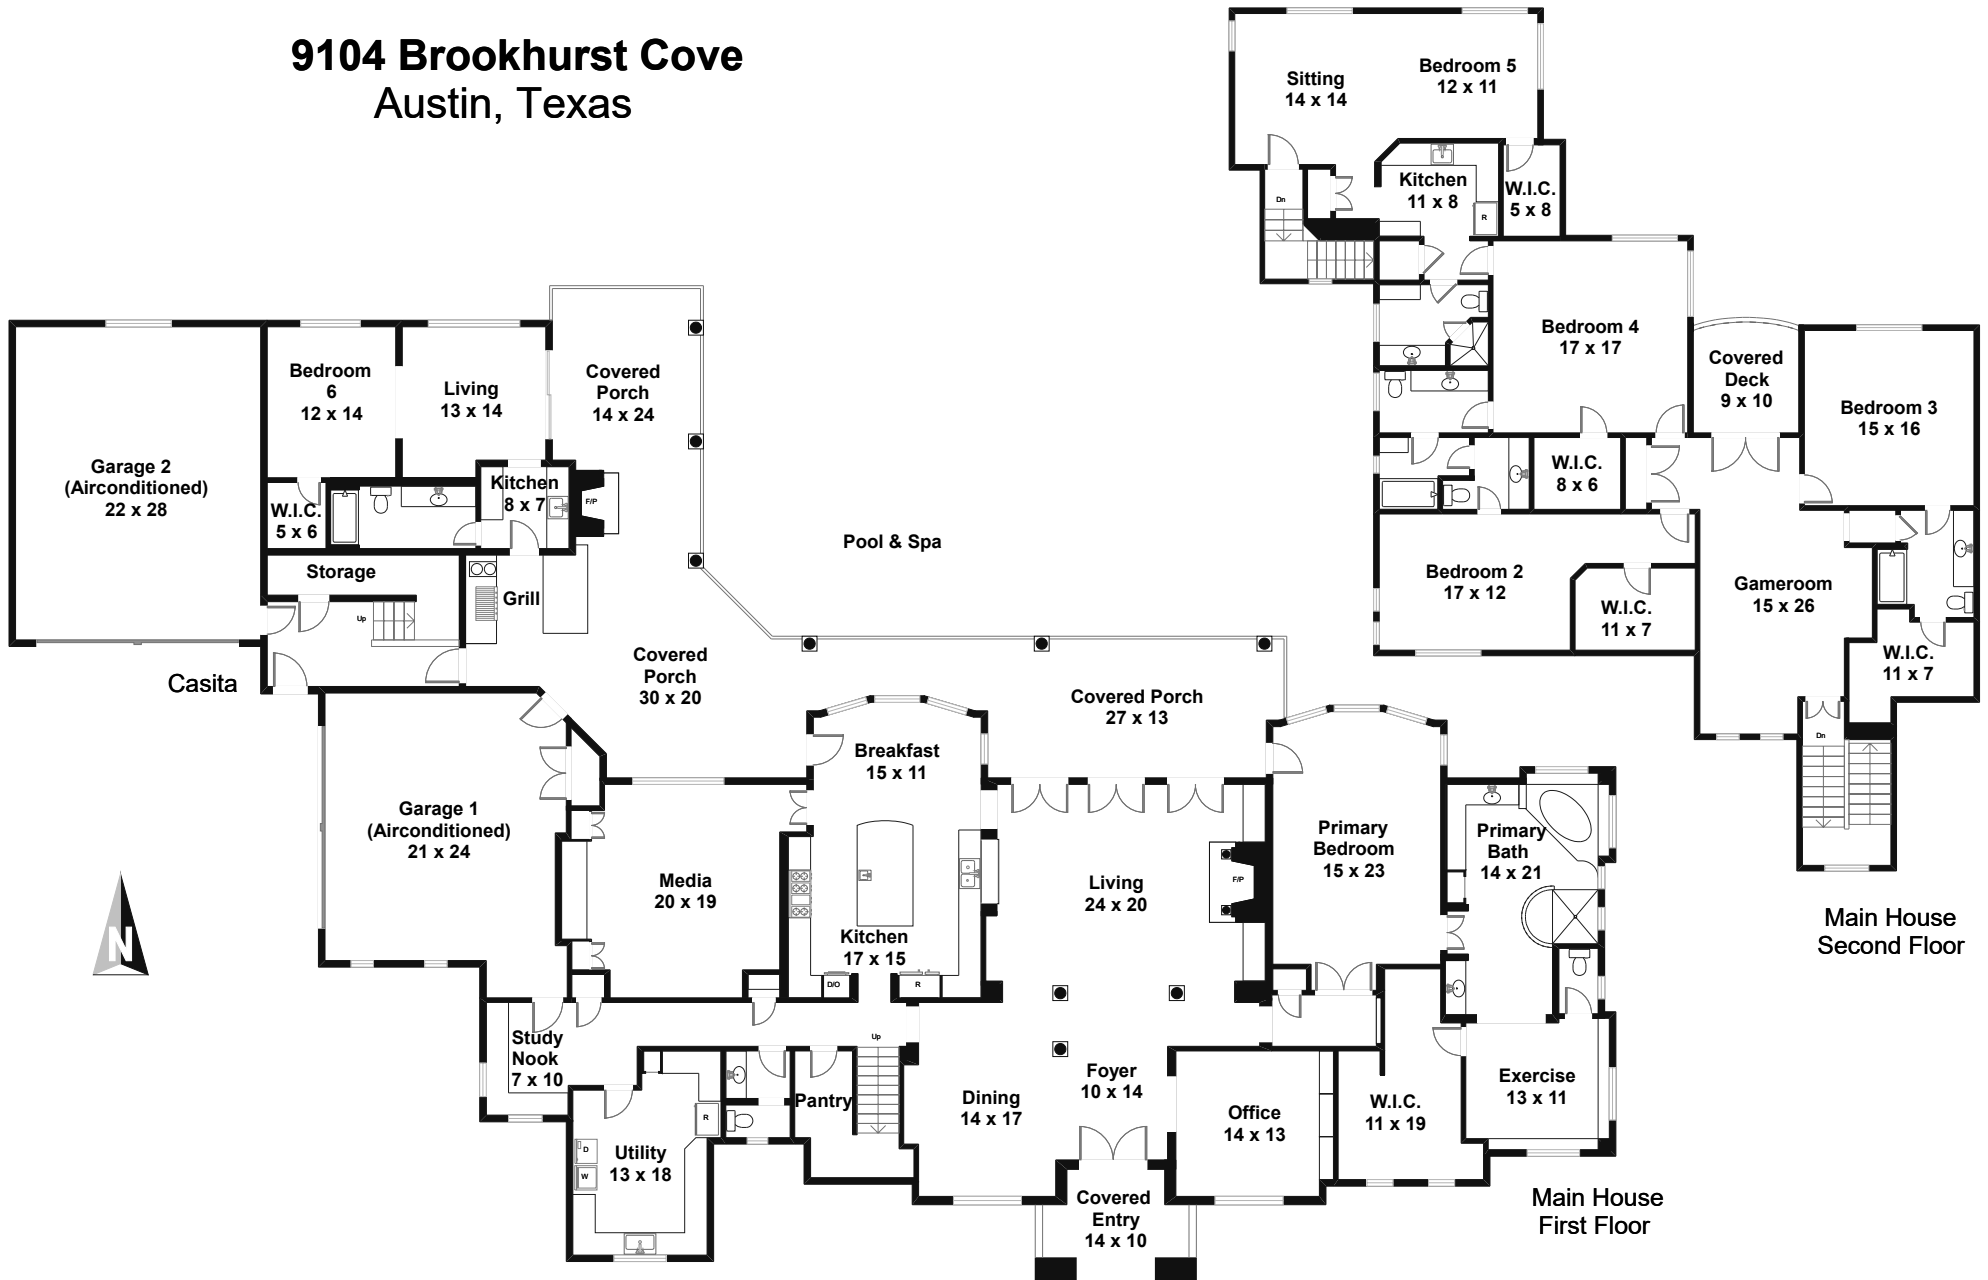 9104 Brookhurst Cove
Austin, Texas
Sitting
14 x 14
Bedroom 5
12 x 11
Kitchen
11 x 8
R
W.I.C.
5 x 8
Dn
Bedroom 4
17 x 17
Covered
Deck
9 x 10
Bedroom 3
15 x 16
W.I.C.
8 x 6
Bedroom 2
17 x 12
W.I.C.
11 x 7
Gameroom
15 x 26
W.I.C.
11 x 7
Dn
Main House
Second Floor
Garage 2
(Airconditioned)
22 x 28
Bedroom
6
12 x 14
Living
13 x 14
Covered
Porch
14 x 24
W.I.C.
5 x 6
Kitchen
8 x 7
F/P
Storage
Up
Grill
Casita
Pool & Spa
Covered
Porch
30 x 20
Covered Porch
27 x 13
Garage 1
(Airconditioned)
21 x 24
Breakfast
15 x 11
Media
20 x 19
Kitchen
17 x 15
D/O
R
Living
24 x 20
F/P
Primary
Bedroom
15 x 23
Primary
Bath
14 x 21
N
Study
Nook
7 x 10
Up
Pantry
Utility
13 x 18
R
D
W
Dining
14 x 17
Foyer
10 x 14
Office
14 x 13
W.I.C.
11 x 19
Exercise
13 x 11
Covered
Entry
14 x 10
Main House
First Floor